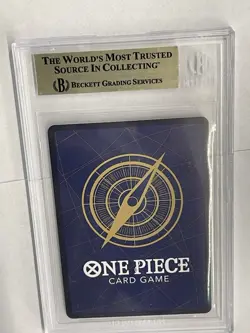 THE WORLD'S MOST TRUSTED
SOURCE IN COLLECTING
BECKETT GRADING SERVICES
ONE PIECE
CARD GAME